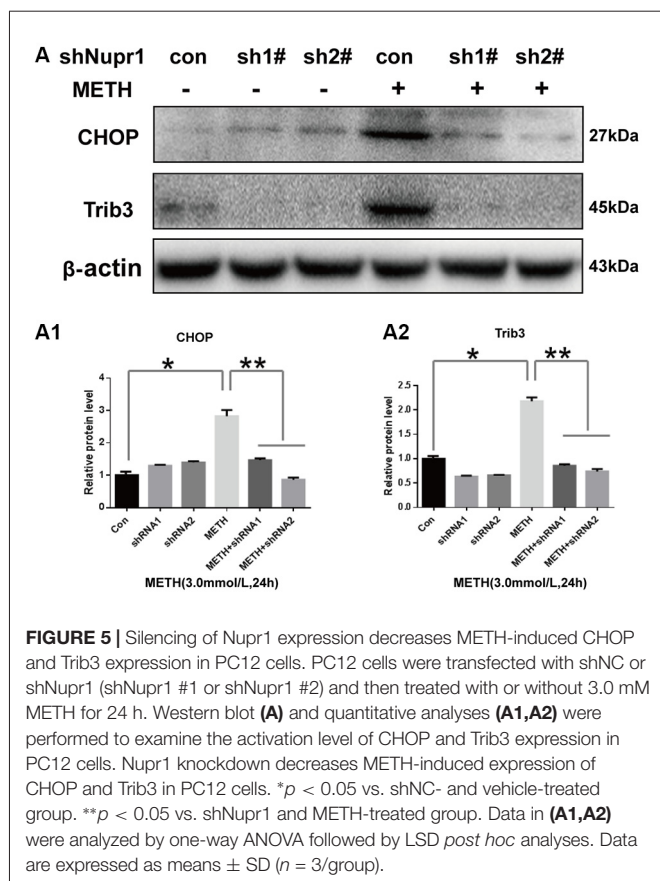 A shNupr1 con sh1# sh2# con sh1# sh2#
METH - - - + + +
CHOP 27kDa
Trib3 45kDa
β-actin 43kDa
A1 A2
CHOP
Relative protein level
4
3
2
1
0
* **
Con shRNA1 shRNA2 METH METH+shRNA1 METH+shRNA2
METH(3.0mmol/L,24h)
Trib3
Relative protein level
2.5
2.0
1.5
1.0
0.5
0.0
* **
Con shRNA1 shRNA2 METH METH+shRNA1 METH+shRNA2
METH(3.0mmol/L,24h)
FIGURE 5 | Silencing of Nupr1 expression decreases METH-induced CHOP
and Trib3 expression in PC12 cells. PC12 cells were transfected with shNC or
shNupr1 (shNupr1 #1 or shNupr1 #2) and then treated with or without 3.0 mM
METH for 24 h. Western blot (A) and quantitative analyses (A1,A2) were
performed to examine the activation level of CHOP and Trib3 expression in
PC12 cells. Nupr1 knockdown decreases METH-induced expression of
CHOP and Trib3 in PC12 cells. *p < 0.05 vs. shNC- and vehicle-treated
group. **p < 0.05 vs. shNupr1 and METH-treated group. Data in (A1,A2)
were analyzed by one-way ANOVA followed by LSD post hoc analyses. Data
are expressed as means ± SD (n = 3/group).